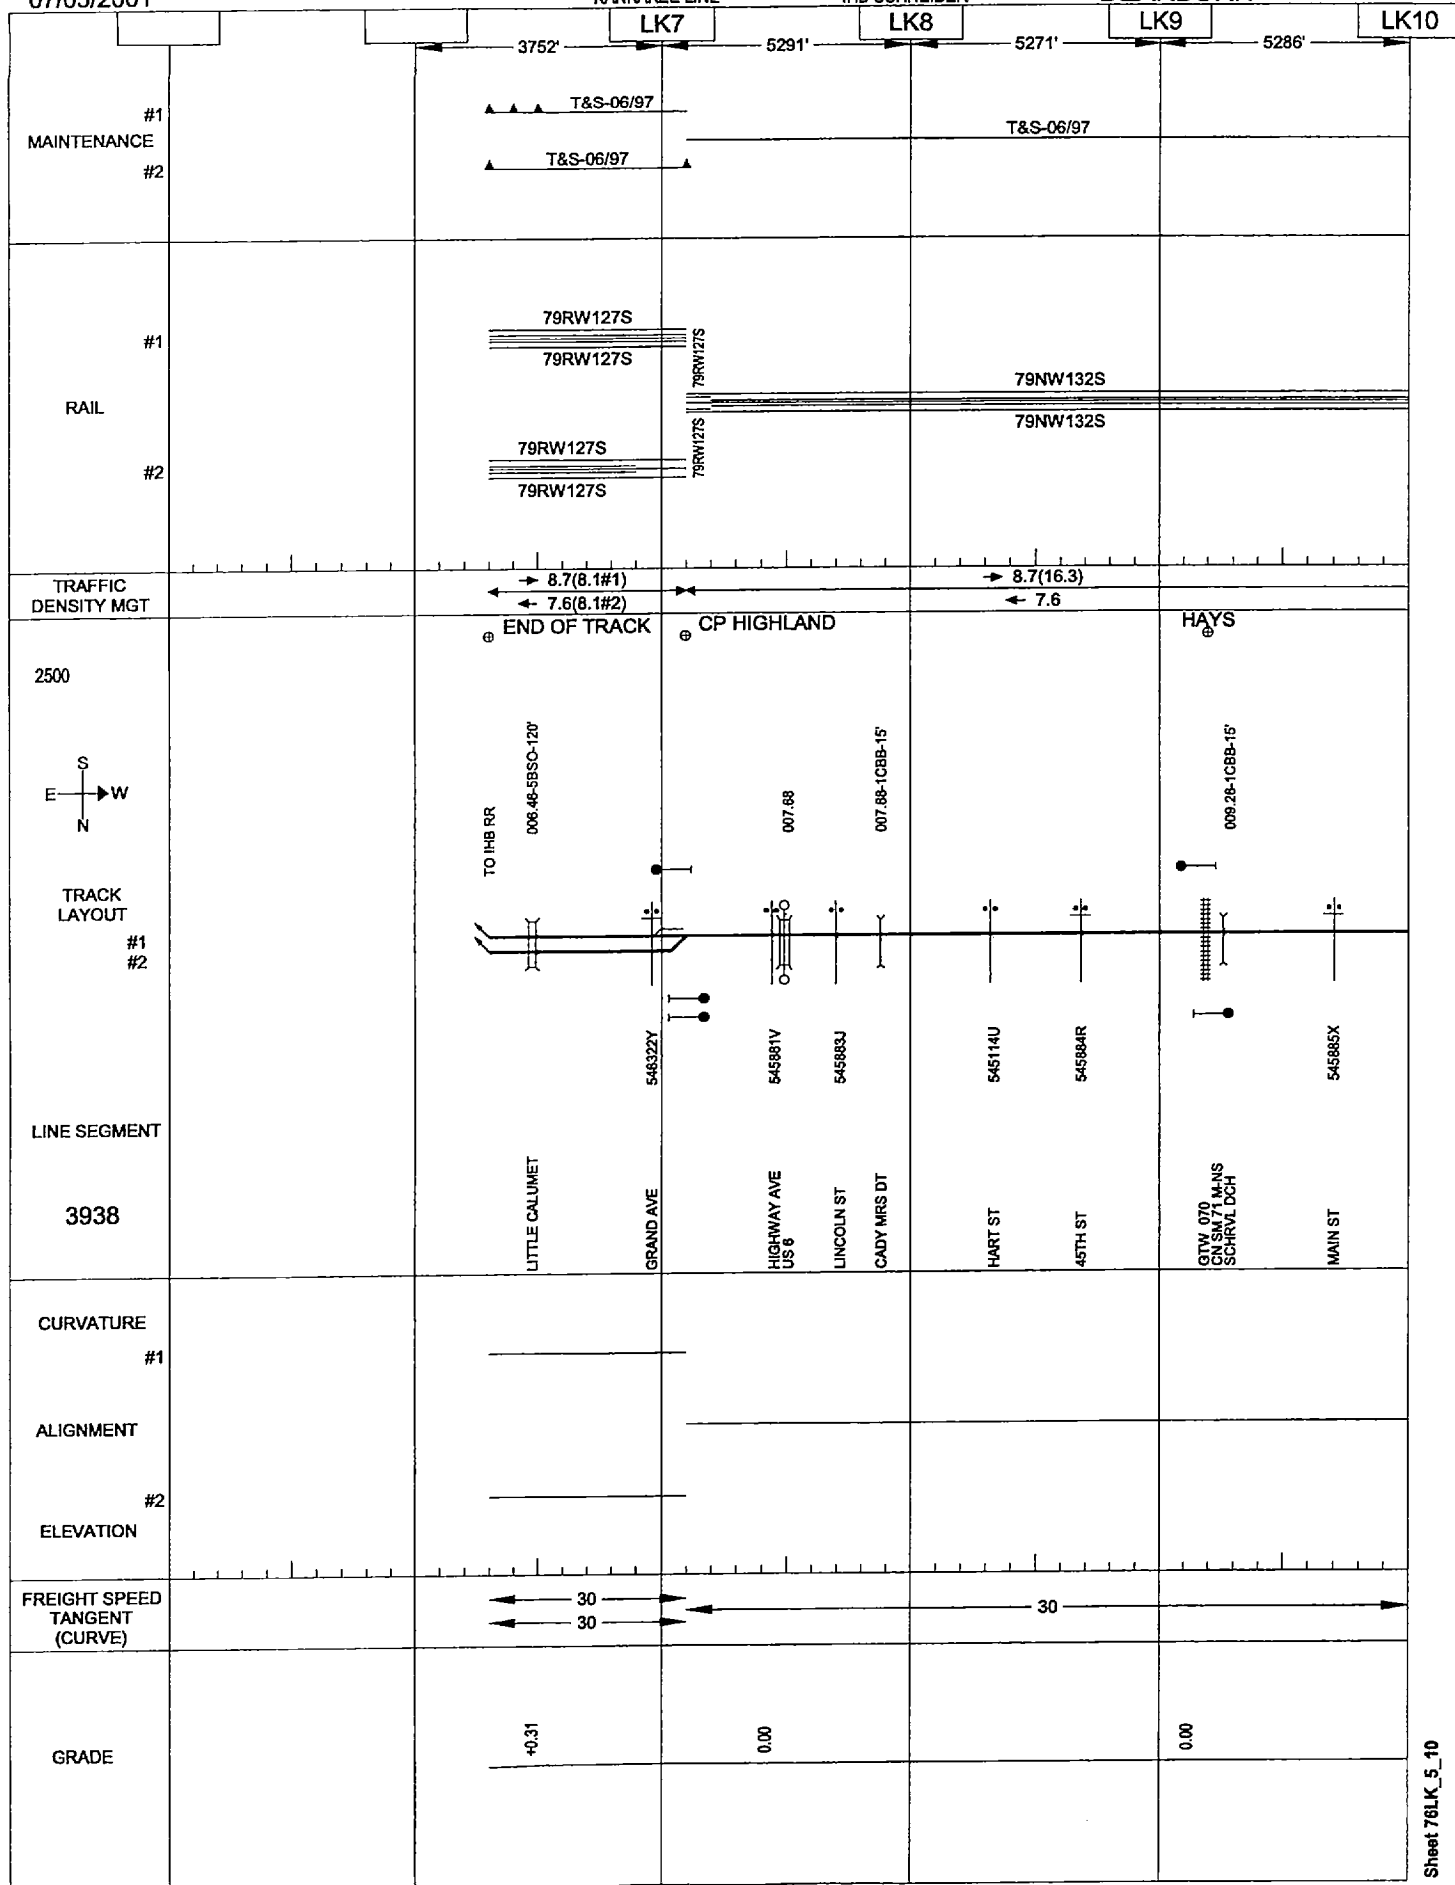 LK7
LK8
LK9
LK10
3752'
5291'
5271'
5286'
#1
T&S-06/97
MAINTENANCE
T&S-06/97
#2
T&S-06/97
79RW127S
#1
79RW127S
79RW127S
79NW132S
RAIL
79NW132S
79RW127S
79RW127S
#2
79RW127S
TRAFFIC
DENSITY MGT
8.7(8.1#1)
7.6(8.1#2)
8.7(16.3)
7.6
END OF TRACK
CP HIGHLAND
HAYS
2500
S
E
W
N
TO IHB RR
006.46-5BSO-120'
007.68
007.88-1CBB-15'
009.26-1CBB-15'
TRACK
LAYOUT
#1
#2
546322Y
545881V
545883J
545114U
545884R
545885X
LINE SEGMENT
3938
LITTLE CALUMET
GRAND AVE
HIGHWAY AVE
US 6
LINCOLN ST
CADY MRS DT
HART ST
45TH ST
GTW 070
CN SM 71 M-NS
SCHRVL DCH
MAIN ST
CURVATURE
#1
ALIGNMENT
#2
ELEVATION
FREIGHT SPEED
TANGENT
(CURVE)
30
30
30
GRADE
+0.31
0.00
0.00
Sheet 76LK_5_10